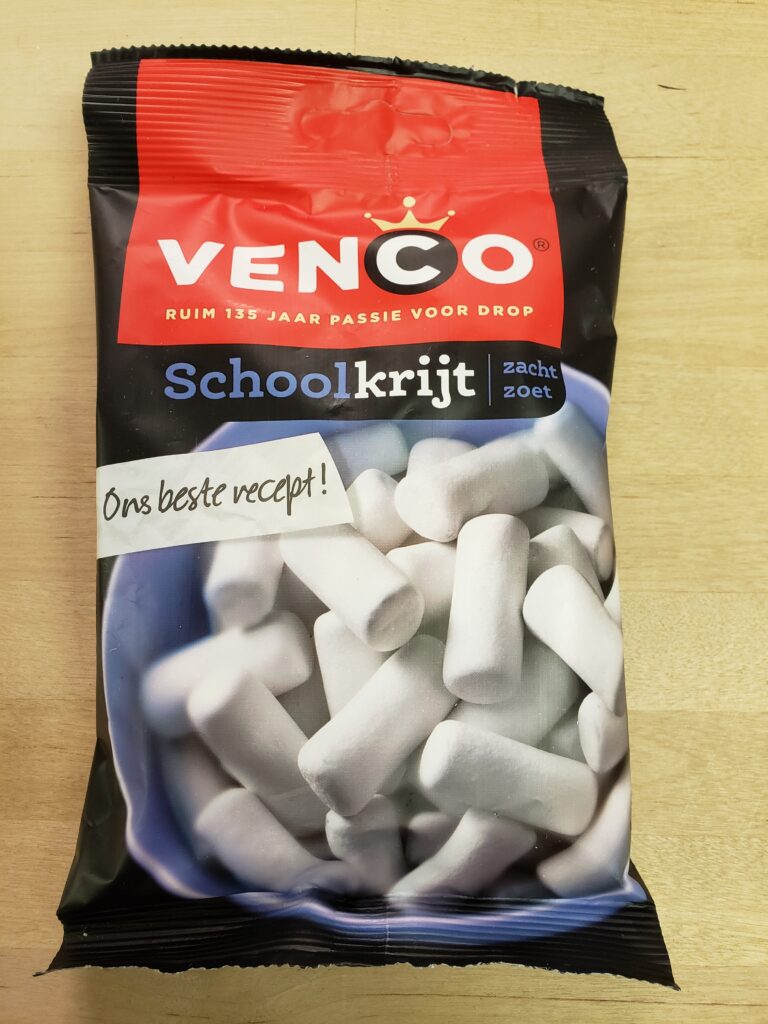 VENCO®
RUIM 135 JAAR PASSIE VOOR DROP
Schoolkrijt
zacht
zoet
Ons beste recept!